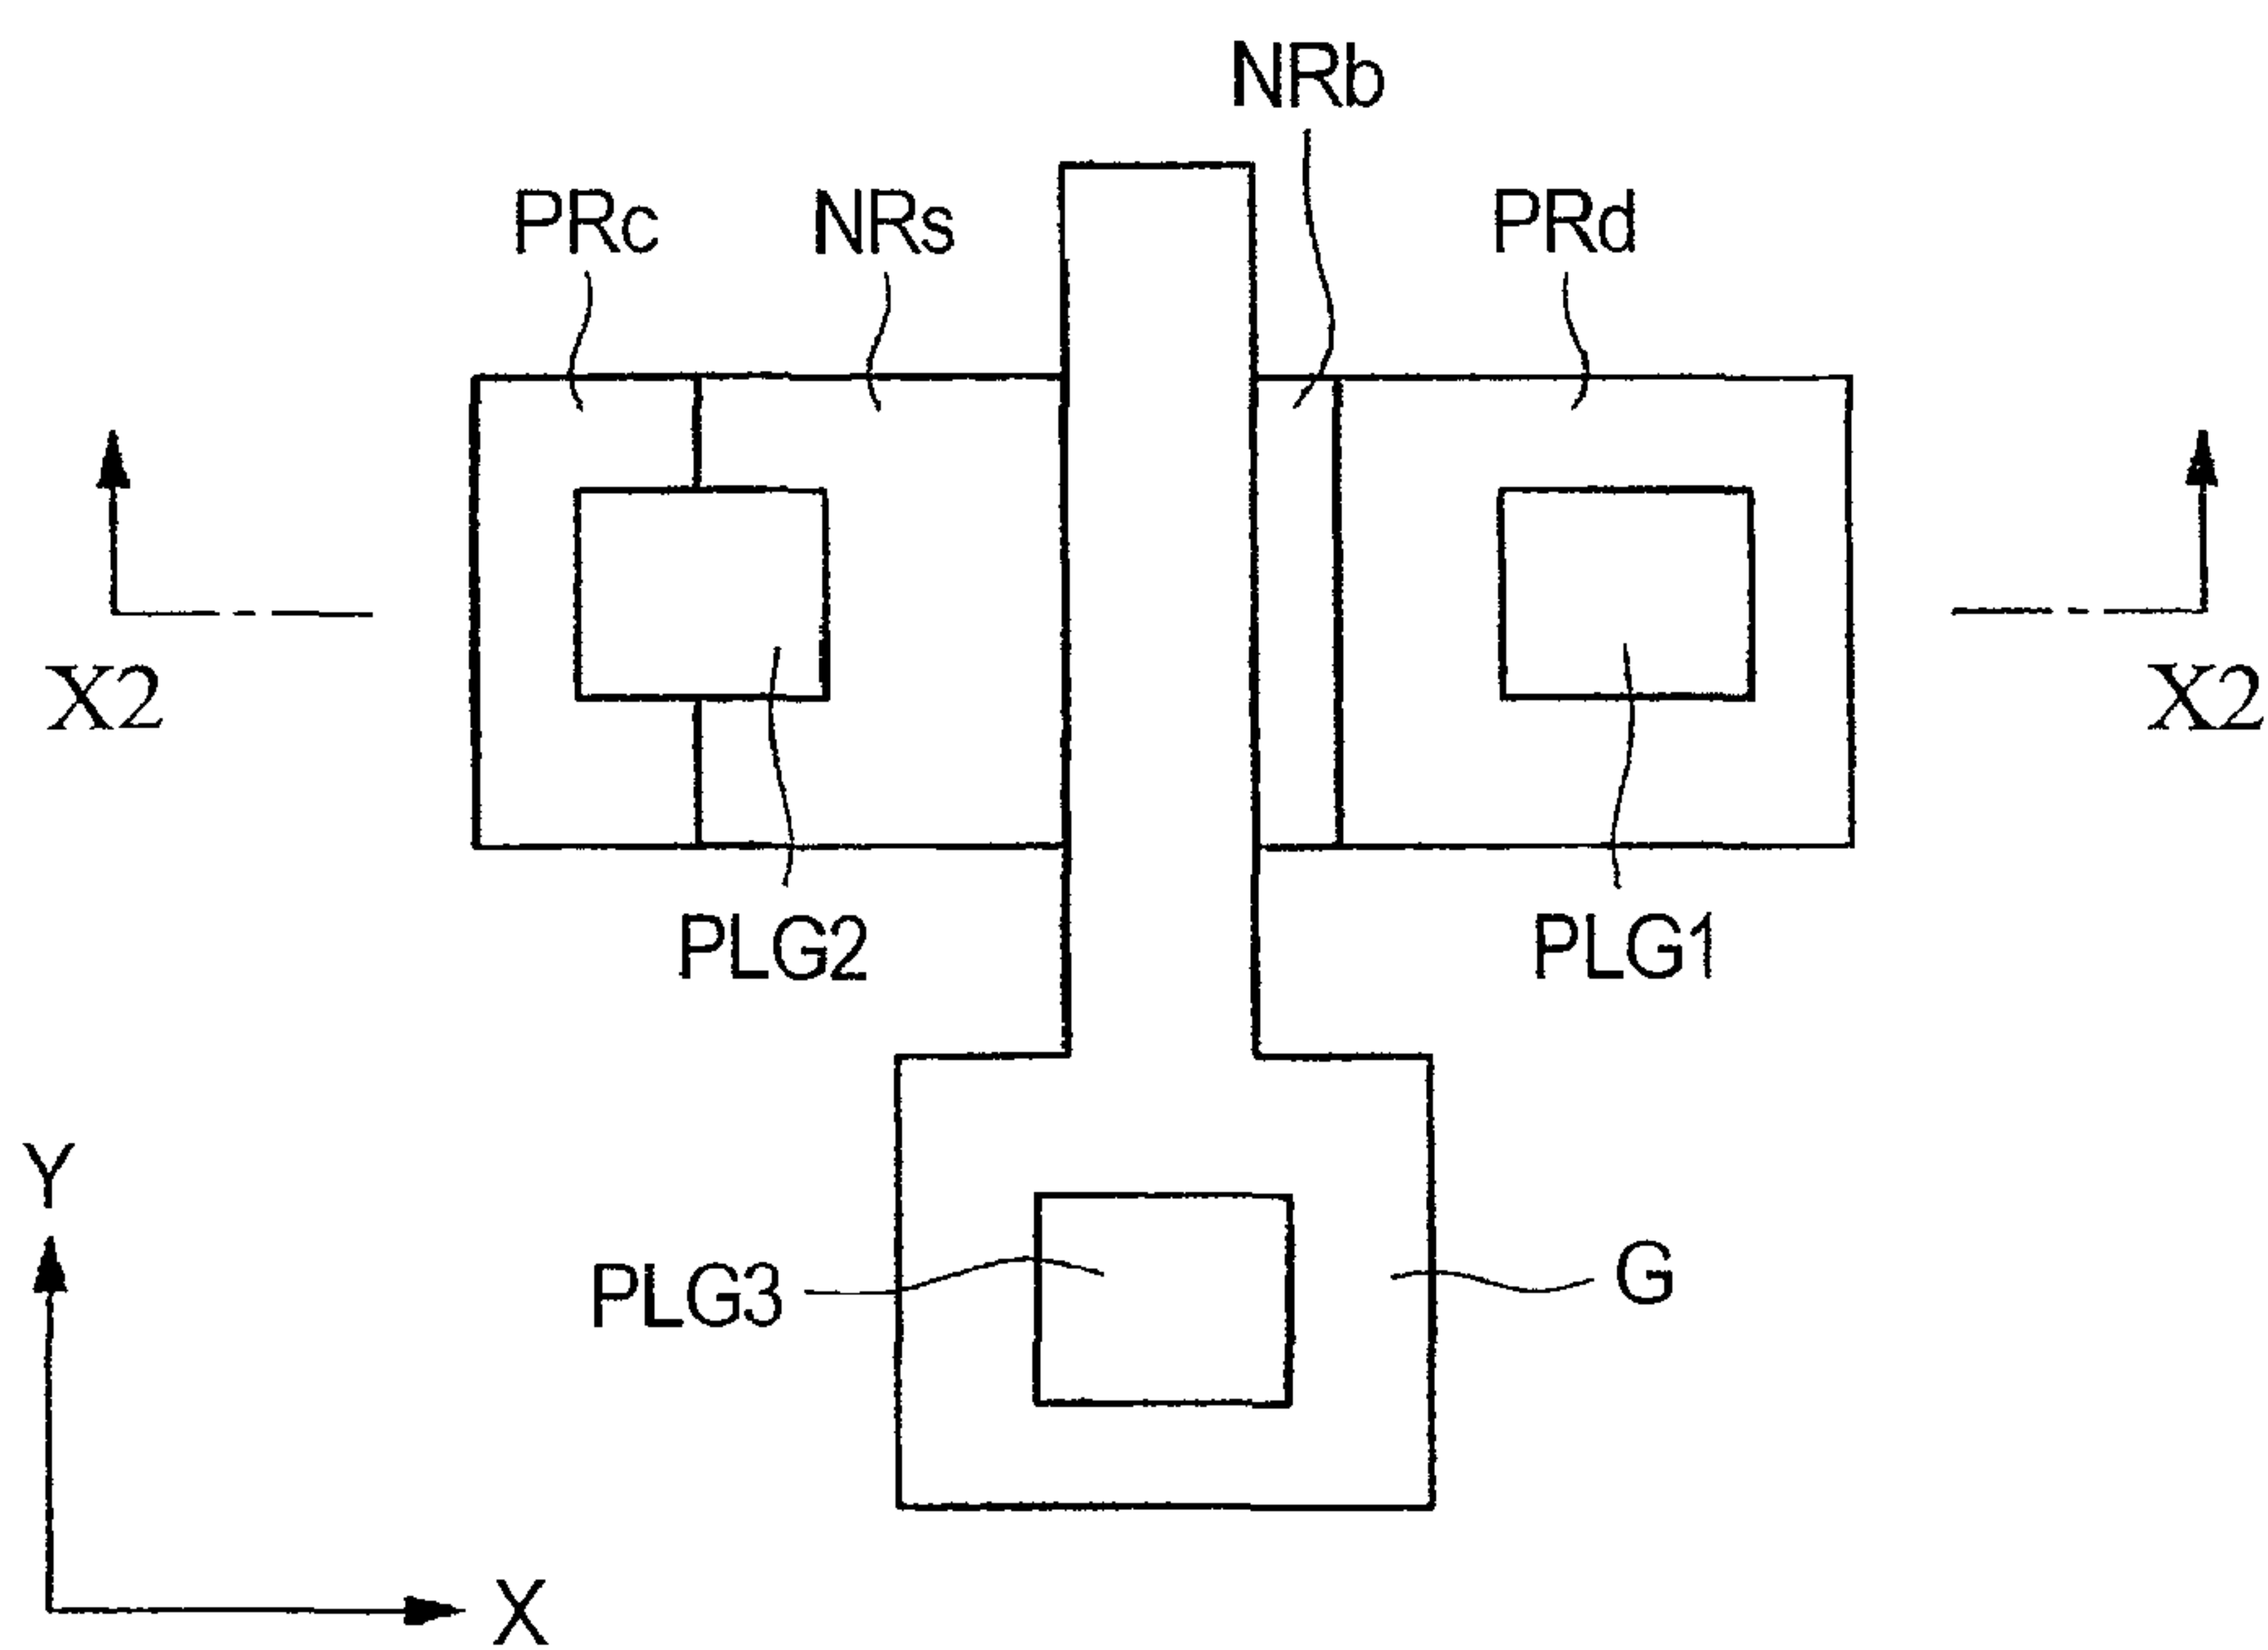 NRb
PRc NRs PRd
X2 X2
PLG2 PLG1
Y
PLG3 G
X